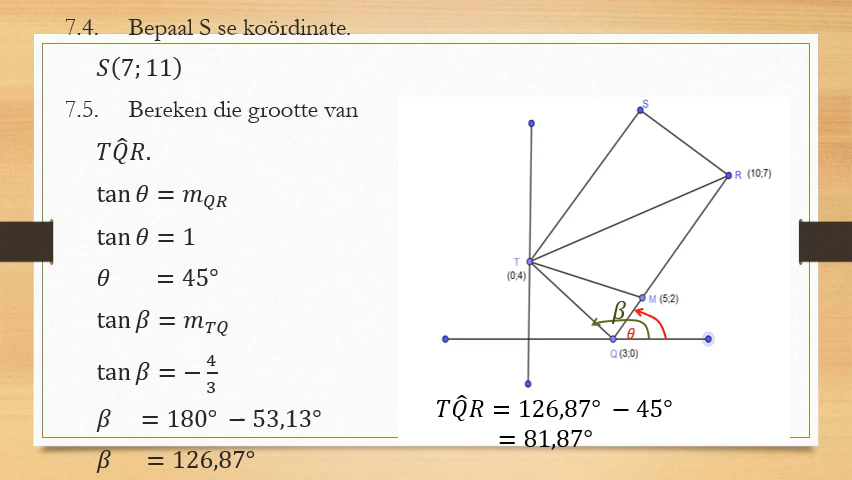 7.4. Bepaal S se koördinate.
S(7; 11)
7.5. Bereken die grootte van
TQ̂R.
tan θ = m_QR
tan θ = 1
θ = 45°
tan β = m_TQ
tan β = − 4/3
β = 180° − 53,13°
β = 126,87°
S
R (10;7)
T
(0;4)
M (5;2)
β
θ
Q (3;0)
TQ̂R = 126,87° − 45°
= 81,87°